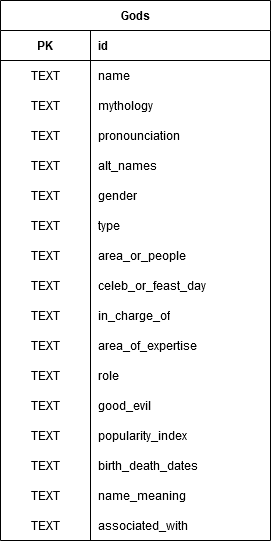 Gods
PK id
TEXT name
TEXT mythology
TEXT pronounciation
TEXT alt_names
TEXT gender
TEXT type
TEXT area_or_people
TEXT celeb_or_feast_day
TEXT in_charge_of
TEXT area_of_expertise
TEXT role
TEXT good_evil
TEXT popularity_index
TEXT birth_death_dates
TEXT name_meaning
TEXT associated_with